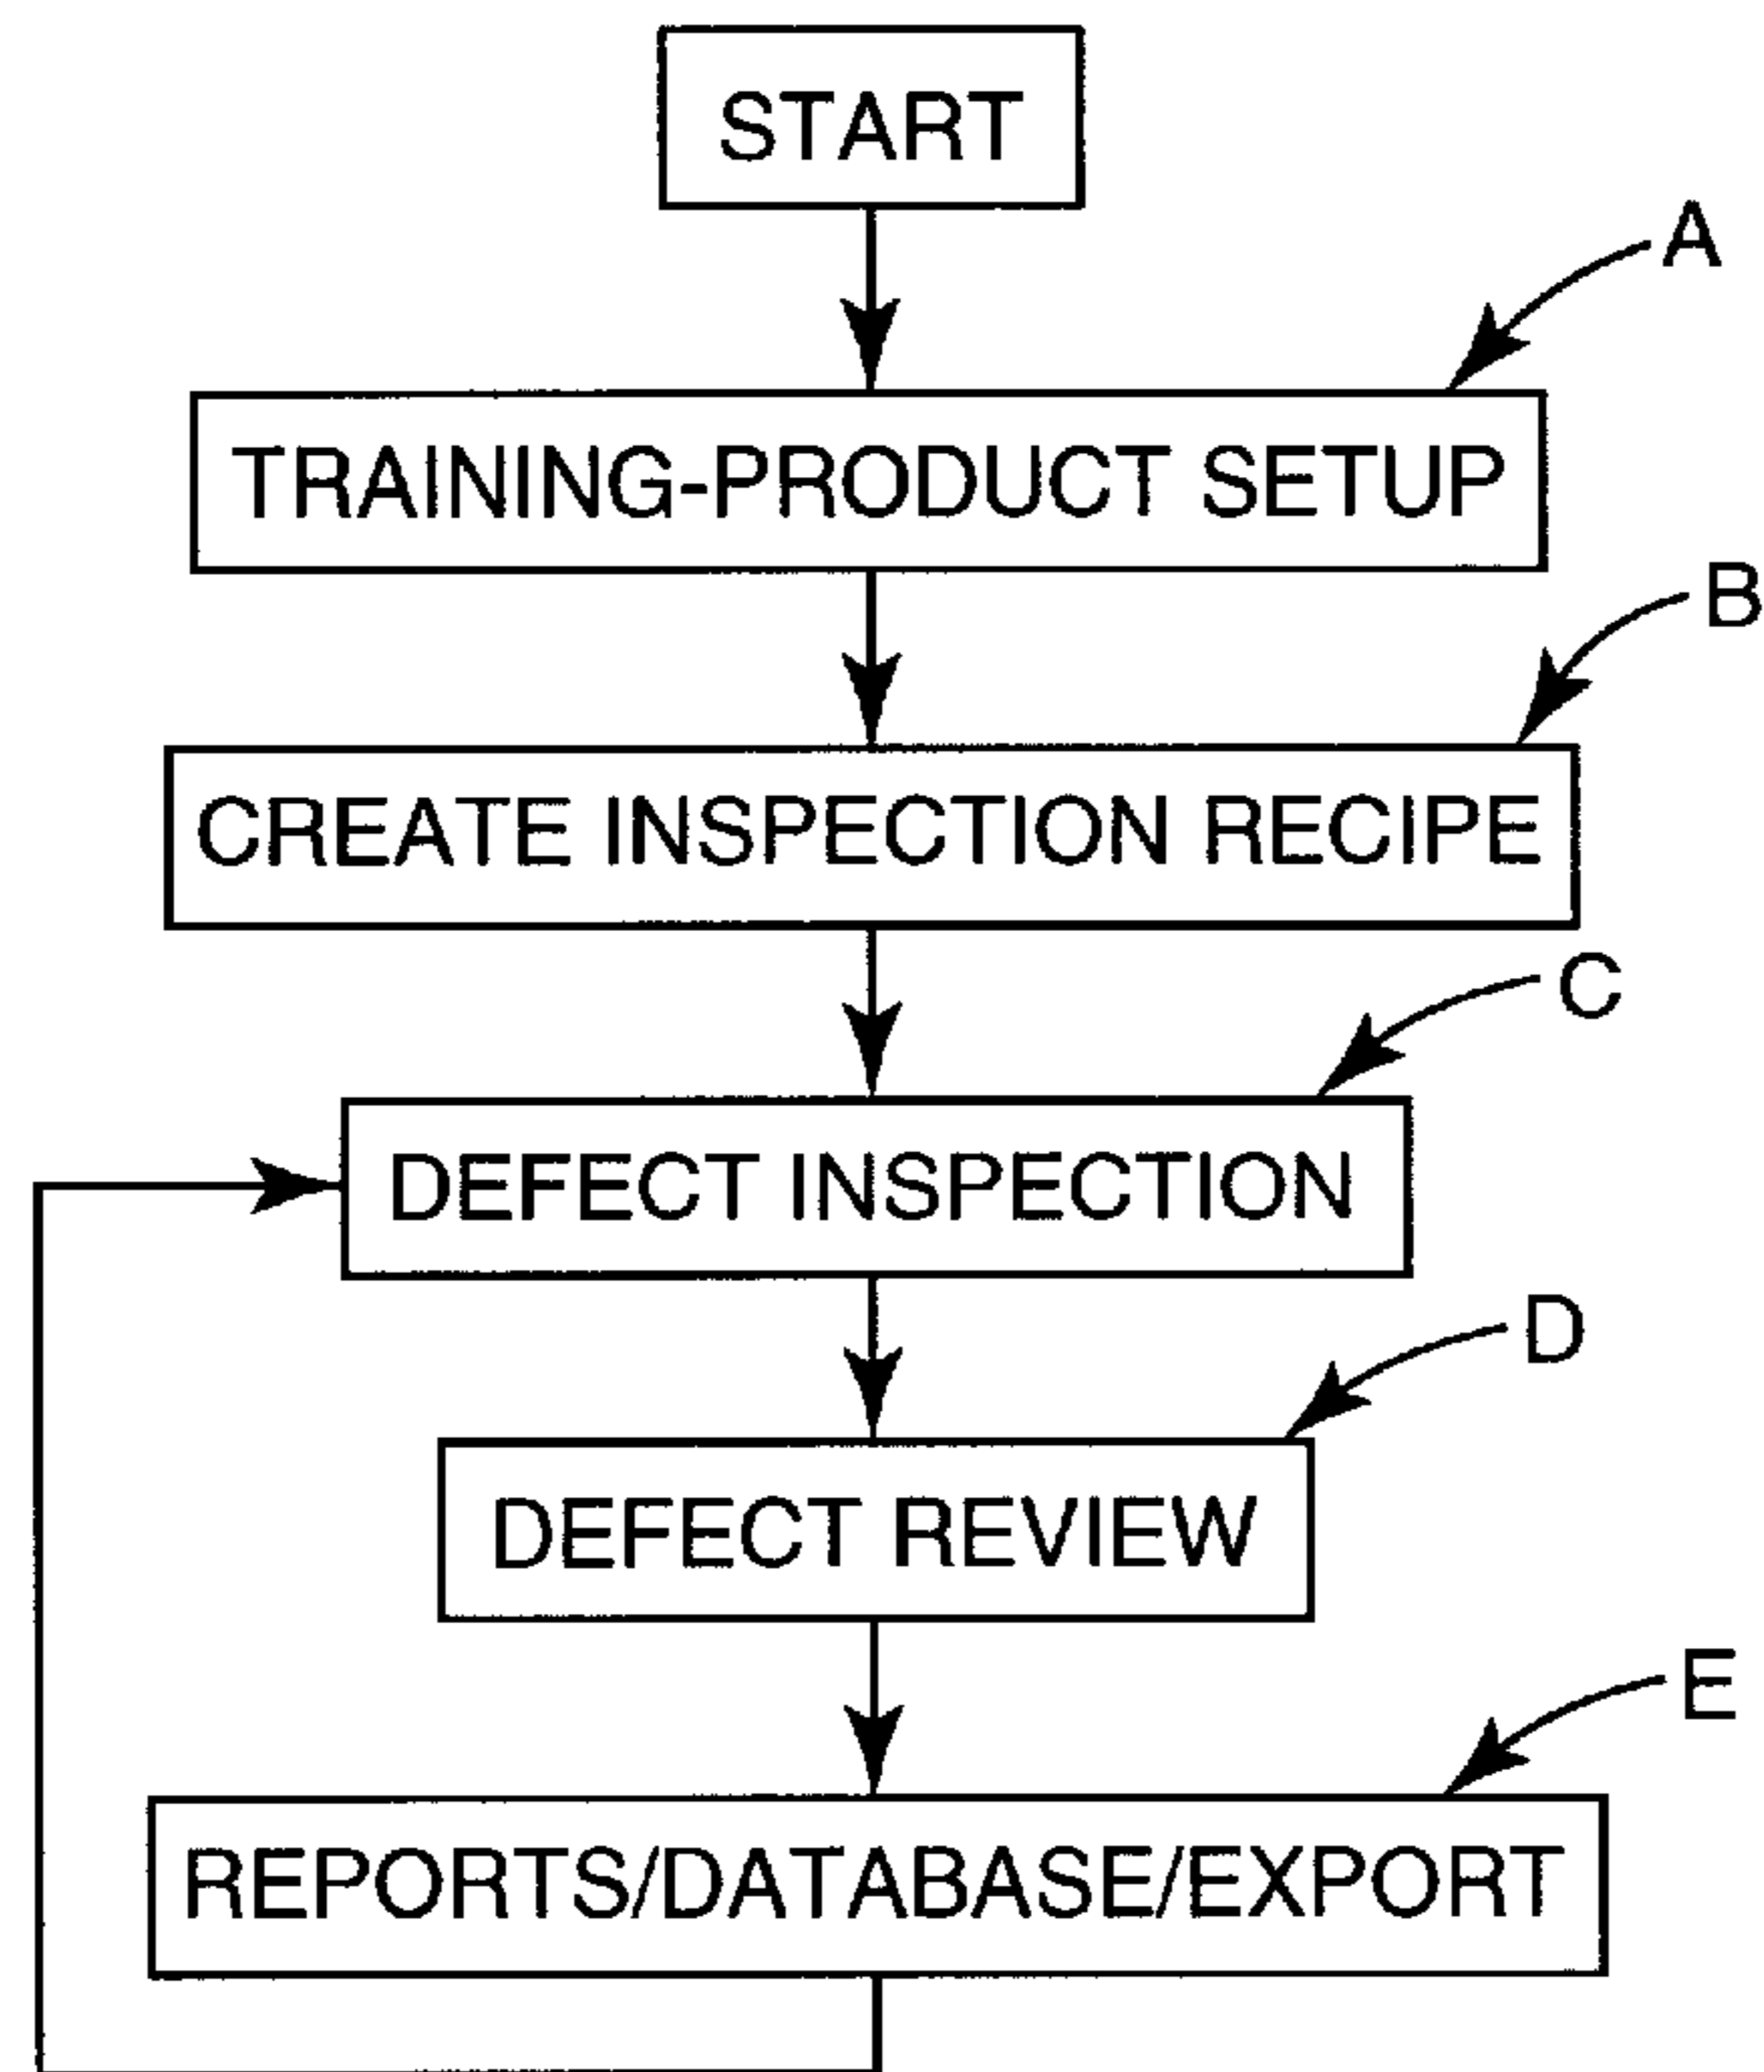 START
A
TRAINING-PRODUCT SETUP
B
CREATE INSPECTION RECIPE
C
DEFECT INSPECTION
D
DEFECT REVIEW
E
REPORTS/DATABASE/EXPORT